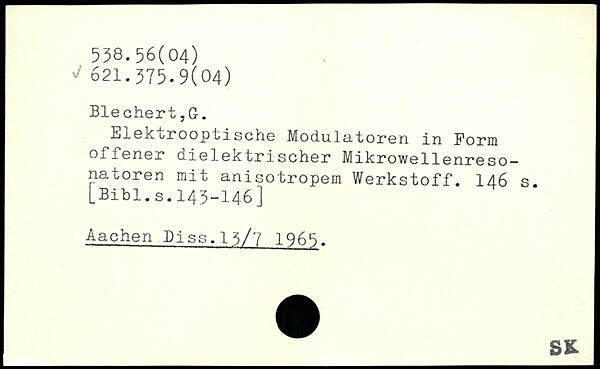 538.56(04)
✓ 621.375.9(04)
Blechert,G.
Elektrooptische Modulatoren in Form
offener dielektrischer Mikrowellenreso-
natoren mit anisotropem Werkstoff. 146 s.
[Bibl.s.143-146]
Aachen Diss.13/7 1965.
SK